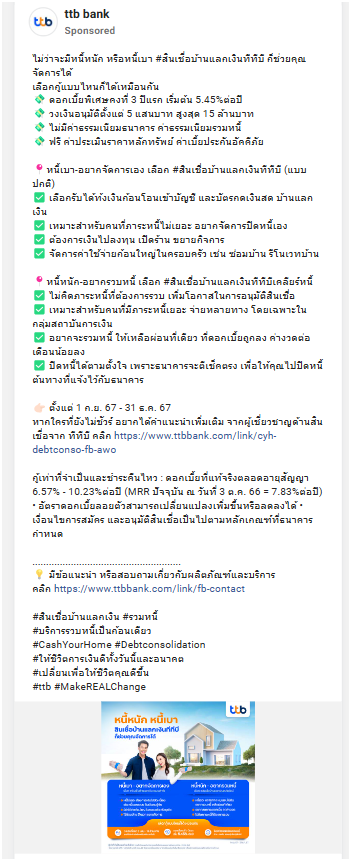 ttb
ttb bank
Sponsored
ไม่ว่าจะมีหนี้หนัก หรือหนี้เบา #สินเชื่อบ้านแลกเงินทีทีบี ก็ช่วยคุณ
จัดการได้
เลือกกู้แบบไหนก็ได้เหมือนกัน
💸 ดอกเบี้ยพิเศษคงที่ 3 ปีแรก เริ่มต้น 5.45%ต่อปี
💸 วงเงินอนุมัติตั้งแต่ 5 แสนบาท สูงสุด 15 ล้านบาท
💸 ไม่มีค่าธรรมเนียมธนาคาร ค่าธรรมเนียมรวมหนี้
💸 ฟรี ค่าประเมินราคาหลักทรัพย์ ค่าเบี้ยประกันอัคคีภัย
📍 หนี้เบา-อยากจัดการเอง เลือก #สินเชื่อบ้านแลกเงินทีทีบี (แบบ
ปกติ)
✅ เลือกรับได้ทั้งเงินก้อนโอนเข้าบัญชี และบัตรกดเงินสด บ้านแลก
เงิน
✅ เหมาะสำหรับคนที่ภาระหนี้ไม่เยอะ อยากจัดการปิดหนี้เอง
✅ ต้องการเงินไปลงทุน เปิดร้าน ขยายกิจการ
✅ จัดการค่าใช้จ่ายก้อนใหญ่ในครอบครัว เช่น ซ่อมบ้าน รีโนเวทบ้าน
📍 หนี้หนัก-อยากรวบหนี้ เลือก #สินเชื่อบ้านแลกเงินทีทีบีเคลียร์หนี้
✅ ไม่คิดภาระหนี้ที่ต้องการรวบ เพิ่มโอกาสในการอนุมัติสินเชื่อ
✅ เหมาะสำหรับคนที่มีภาระหนี้เยอะ จ่ายหลายทาง โดยเฉพาะใน
กลุ่มสถาบันการเงิน
✅ อยากจะรวมหนี้ ให้เหลือผ่อนที่เดียว ที่ดอกเบี้ยถูกลง ค่างวดต่อ
เดือนน้อยลง
✅ ปิดหนี้ได้ตามตั้งใจ เพราะธนาคารจะตีเช็คตรง เพื่อให้คุณไปปิดหนี้
ต้นทางที่แจ้งไว้กับธนาคาร
👉🏻 ตั้งแต่ 1 ก.ย. 67 - 31 ธ.ค. 67
หากใครที่ยังไม่ชัวร์ อยากได้คำแนะนำเพิ่มเติม จากผู้เชี่ยวชาญด้านสิน
เชื่อจาก ทีทีบี คลิก https://www.ttbbank.com/link/cyh-
debtconso-fb-awo
กู้เท่าที่จำเป็นและชำระคืนไหว : ดอกเบี้ยที่แท้จริงตลอดอายุสัญญา
6.57% - 10.23%ต่อปี (MRR ปัจจุบัน ณ วันที่ 3 ต.ค. 66 = 7.83%ต่อปี)
• อัตราดอกเบี้ยลอยตัวสามารถเปลี่ยนแปลงเพิ่มขึ้นหรือลดลงได้ •
เงื่อนไขการสมัคร และอนุมัติสินเชื่อเป็นไปตามหลักเกณฑ์ที่ธนาคาร
กำหนด
......................................................
💡 มีข้อแนะนำ หรือสอบถามเกี่ยวกับผลิตภัณฑ์และบริการ
คลิก https://www.ttbbank.com/link/fb-contact
#สินเชื่อบ้านแลกเงิน #รวมหนี้
#บริการรวบหนี้เป็นก้อนเดียว
#CashYourHome #Debtconsolidation
#ให้ชีวิตการเงินดีทั้งวันนี้และอนาคต
#เปลี่ยนเพื่อให้ชีวิตคุณดีขึ้น
#ttb #MakeREALChange
ttb
หนี้หนัก หนี้เบา
สินเชื่อบ้านแลกเงินทีทีบี
ก็ช่วยคุณจัดการได้